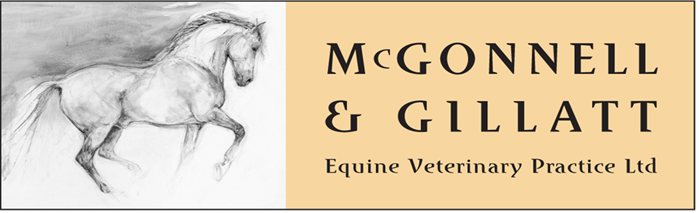 McGONNELL
& GILLATT
Equine Veterinary Practice Ltd